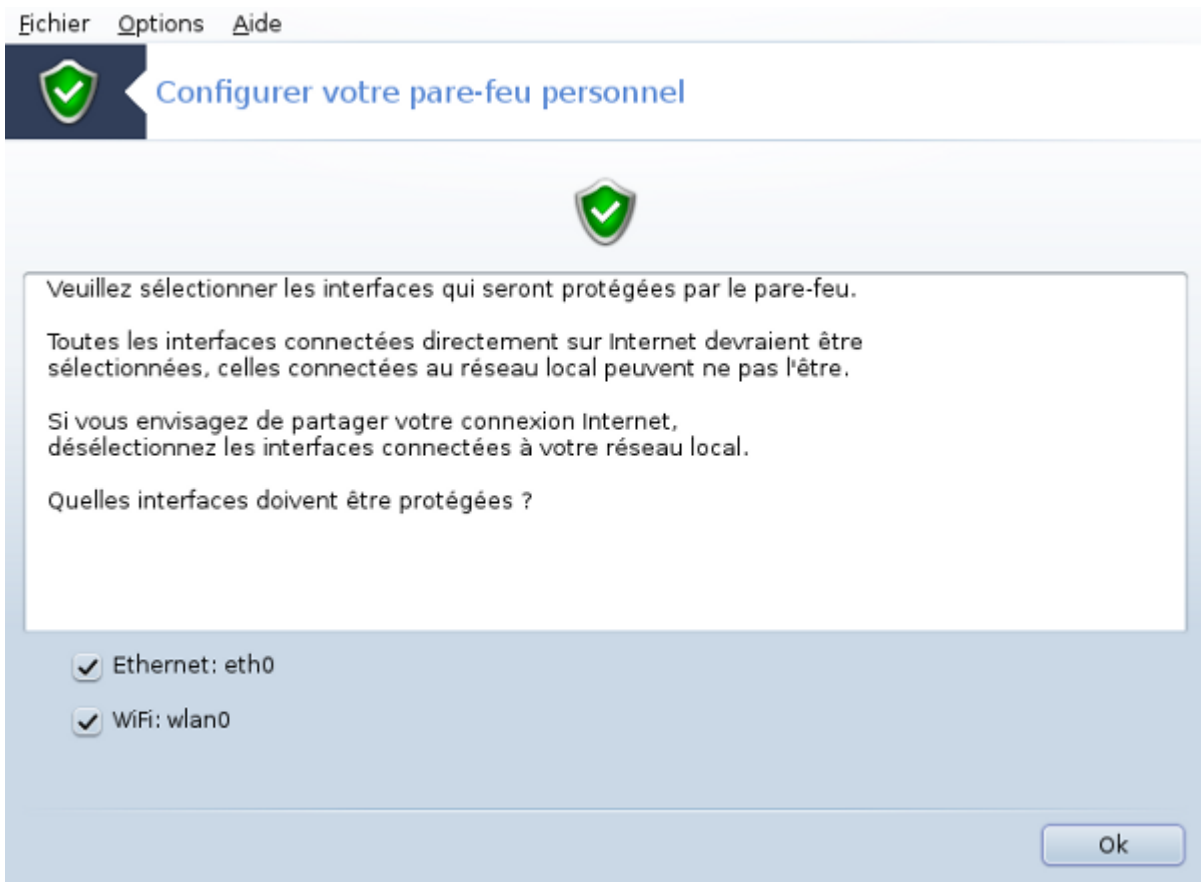 Fichier Options Aide
Configurer votre pare-feu personnel
Veuillez sélectionner les interfaces qui seront protégées par le pare-feu.
Toutes les interfaces connectées directement sur Internet devraient être
sélectionnées, celles connectées au réseau local peuvent ne pas l'être.
Si vous envisagez de partager votre connexion Internet,
désélectionnez les interfaces connectées à votre réseau local.
Quelles interfaces doivent être protégées ?
Ethernet: eth0
WiFi: wlan0
Ok